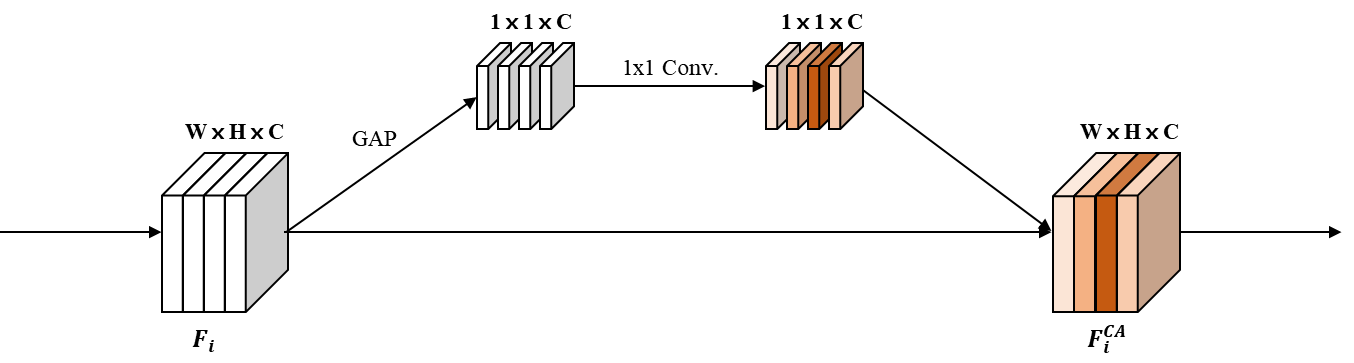 1 x 1 x C
1 x 1 x C
1x1 Conv.
W x H x C
GAP
W x H x C
F_i
F_i^{CA}